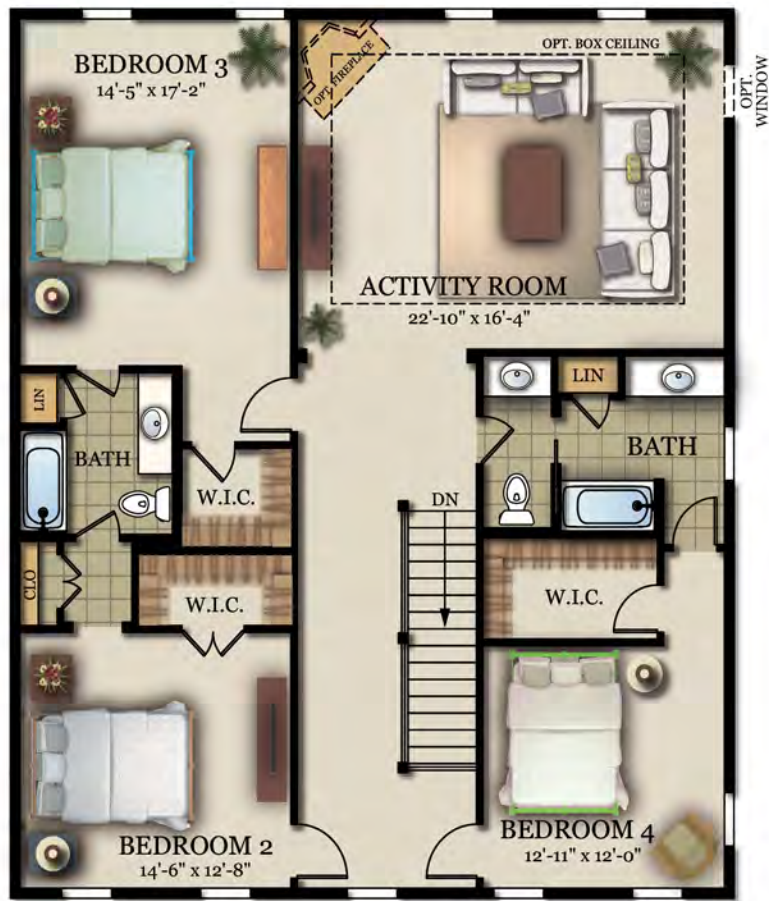 BEDROOM 3
14'-5" x 17'-2"
OPT. FIREPLACE
OPT. BOX CEILING
OPT.
WINDOW
ACTIVITY ROOM
22'-10" x 16'-4"
LIN
BATH
W.I.C.
LIN
BATH
DN
CLO
W.I.C.
W.I.C.
BEDROOM 2
14'-6" x 12'-8"
BEDROOM 4
12'-11" x 12'-0"